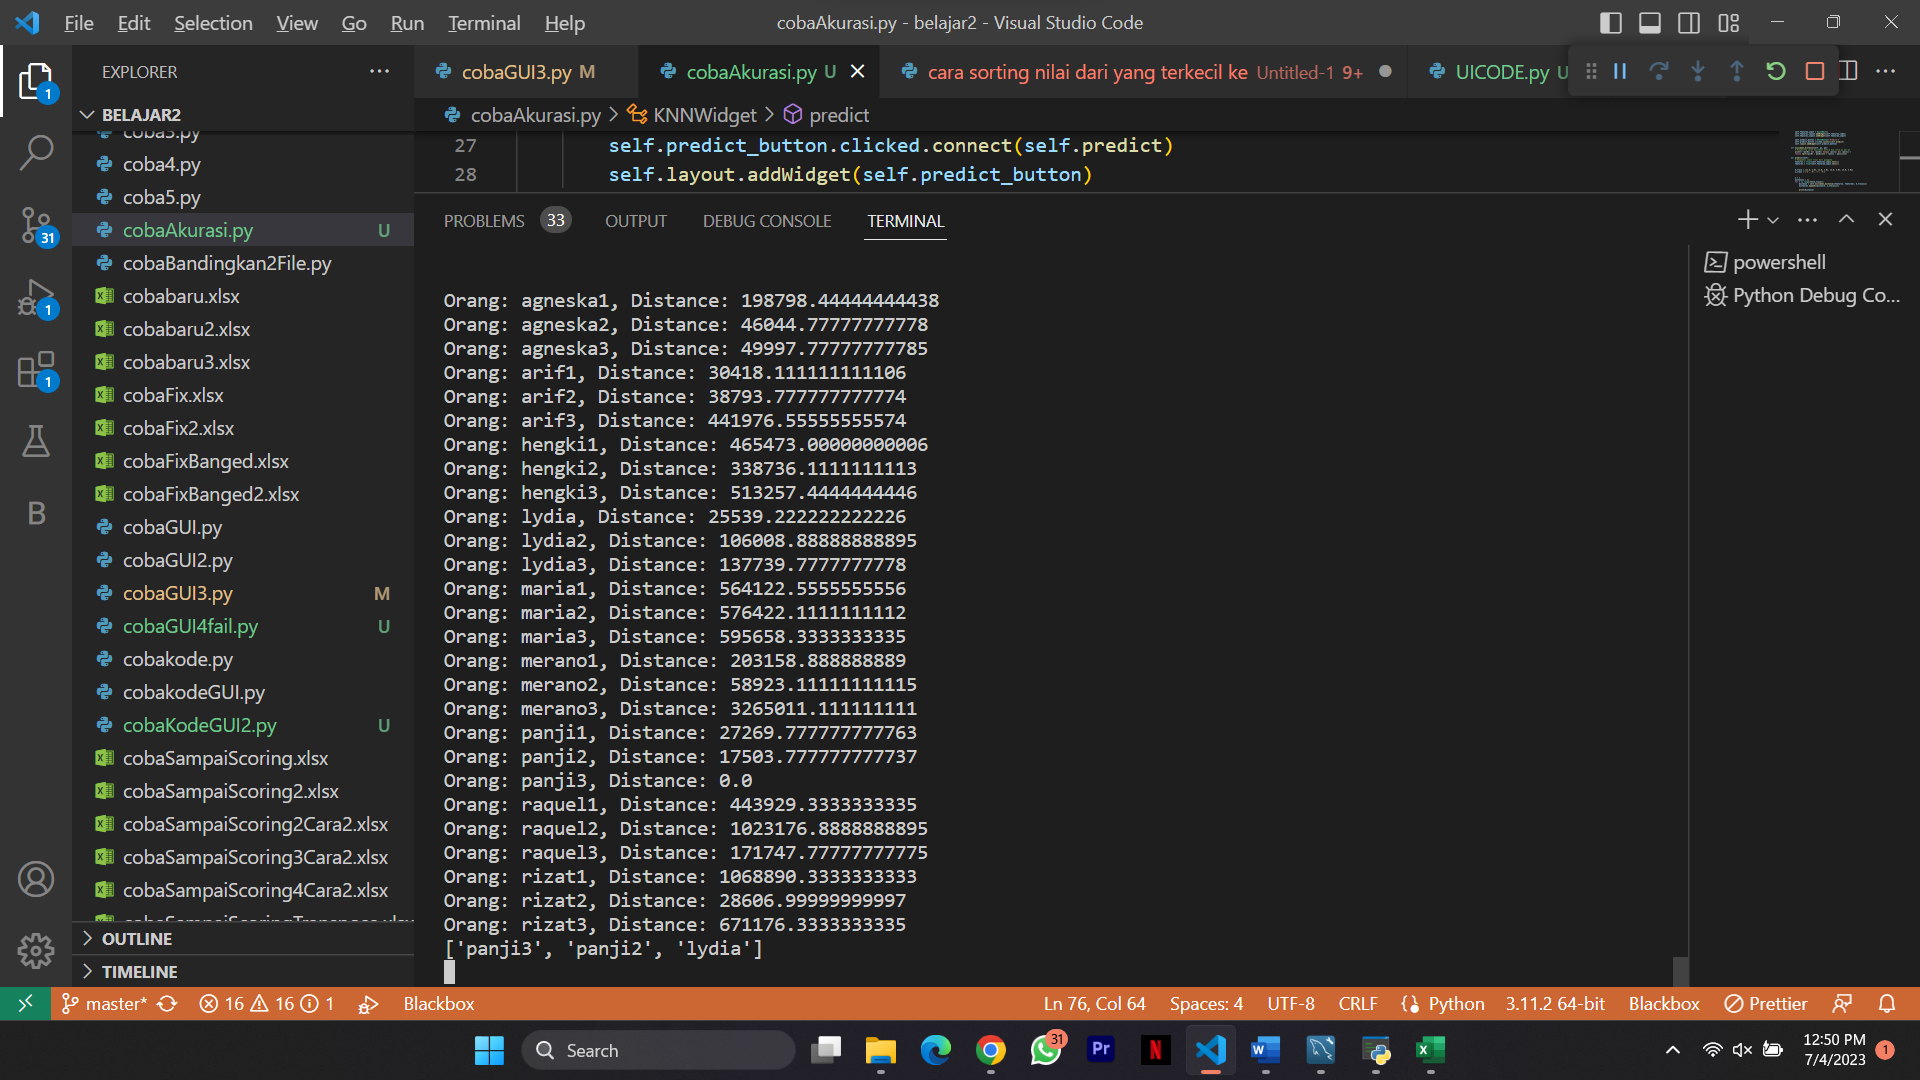 File Edit Selection View Go Run Terminal Help
cobaAkurasi.py - belajar2 - Visual Studio Code
EXPLORER
cobaGUI3.py M
cobaAkurasi.py U
cara sorting nilai dari yang terkecil ke Untitled-1 9+
UICODE.py U
BELAJAR2
coba3.py
coba4.py
coba5.py
cobaAkurasi.py U
cobaBandingkan2File.py
cobabaru.xlsx
cobabaru2.xlsx
cobabaru3.xlsx
cobaFix.xlsx
cobaFix2.xlsx
cobaFixBanged.xlsx
cobaFixBanged2.xlsx
cobaGUI.py
cobaGUI2.py
cobaGUI3.py M
cobaGUI4fail.py U
cobakode.py
cobakodeGUI.py
cobaKodeGUI2.py U
cobaSampaiScoring.xlsx
cobaSampaiScoring2.xlsx
cobaSampaiScoring2Cara2.xlsx
cobaSampaiScoring3Cara2.xlsx
cobaSampaiScoring4Cara2.xlsx
OUTLINE
TIMELINE
1
31
1
1
B
cobaAkurasi.py > KNNWidget > predict
27 self.predict_button.clicked.connect(self.predict)
28 self.layout.addWidget(self.predict_button)
PROBLEMS 33 OUTPUT DEBUG CONSOLE TERMINAL
powershell
Python Debug Co...
Orang: agneska1, Distance: 198798.44444444438
Orang: agneska2, Distance: 46044.77777777778
Orang: agneska3, Distance: 49997.77777777785
Orang: arif1, Distance: 30418.111111111106
Orang: arif2, Distance: 38793.777777777774
Orang: arif3, Distance: 441976.55555555574
Orang: hengki1, Distance: 465473.00000000006
Orang: hengki2, Distance: 338736.1111111113
Orang: hengki3, Distance: 513257.4444444446
Orang: lydia, Distance: 25539.222222222226
Orang: lydia2, Distance: 106008.88888888895
Orang: lydia3, Distance: 137739.7777777778
Orang: maria1, Distance: 564122.5555555556
Orang: maria2, Distance: 576422.1111111112
Orang: maria3, Distance: 595658.3333333335
Orang: merano1, Distance: 203158.888888889
Orang: merano2, Distance: 58923.11111111115
Orang: merano3, Distance: 3265011.111111111
Orang: panji1, Distance: 27269.777777777763
Orang: panji2, Distance: 17503.777777777737
Orang: panji3, Distance: 0.0
Orang: raquel1, Distance: 443929.3333333335
Orang: raquel2, Distance: 1023176.8888888895
Orang: raquel3, Distance: 171747.77777777775
Orang: rizat1, Distance: 1068890.3333333333
Orang: rizat2, Distance: 28606.99999999997
Orang: rizat3, Distance: 671176.3333333335
['panji3', 'panji2', 'lydia']
master* 16 16 1 Blackbox
Ln 76, Col 64 Spaces: 4 UTF-8 CRLF Python 3.11.2 64-bit Blackbox Prettier
Search
31
Pr
N
W
12:50 PM
7/4/2023
1